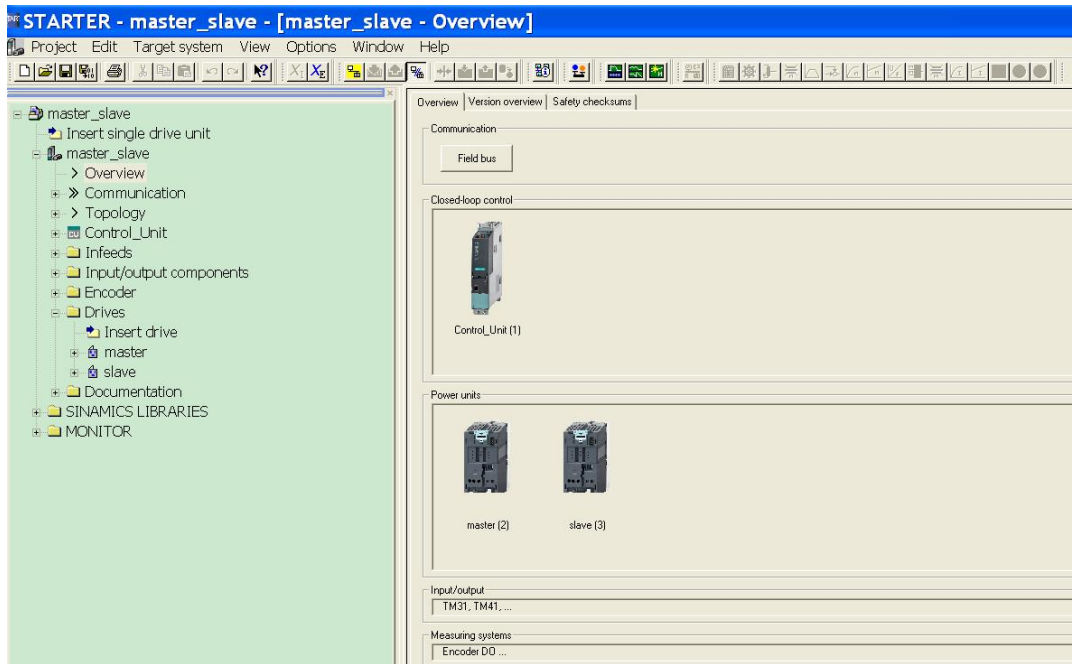 STARTER - master_slave - [master_slave - Overview]
Project Edit Target system View Options Window Help
master_slave
Insert single drive unit
master_slave
Overview
Communication
Topology
Control_Unit
Infeeds
Input/output components
Encoder
Drives
Insert drive
master
slave
Documentation
SINAMICS LIBRARIES
MONITOR
Overview Version overview Safety checksums
Communication
Field bus
Closed-loop control
Control_Unit (1)
Power units
master (2) slave (3)
Input/output
TM31, TM41, ...
Measuring systems
Encoder DO ...